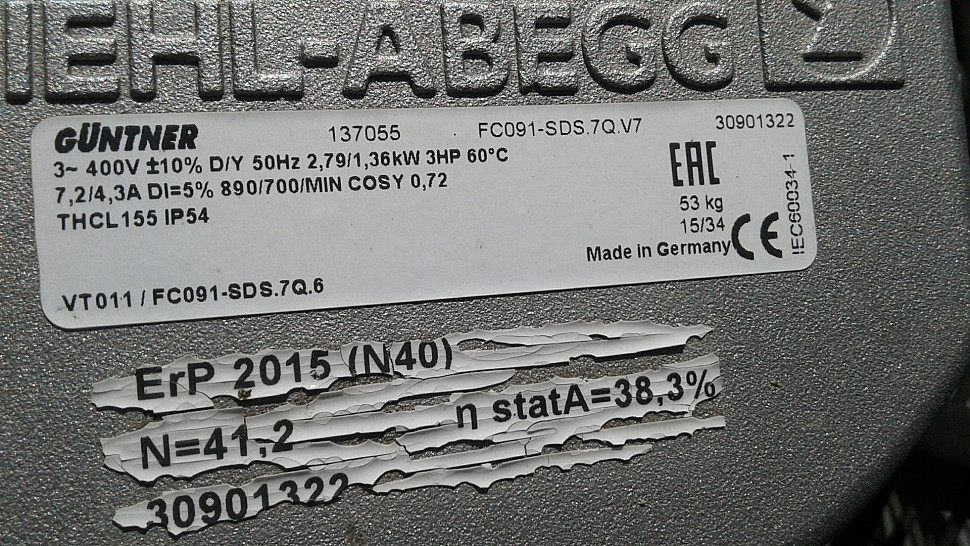 IEHL-ABEGG
GÜNTNER 137055 . FC091-SDS.7Q.V7 30901322
3~ 400V ±10% D/Y 50Hz 2,79/1,36kW 3HP 60°C
7,2/4,3A DI=5% 890/700/MIN COSY 0,72
THCL155 IP54
EAC
53 kg
15/34
Made in Germany CE
IEC60034-1
VT011 / FC091-SDS.7Q.6
ErP 2015 (N40)
N=41,2 η statA=38,3%
30901322